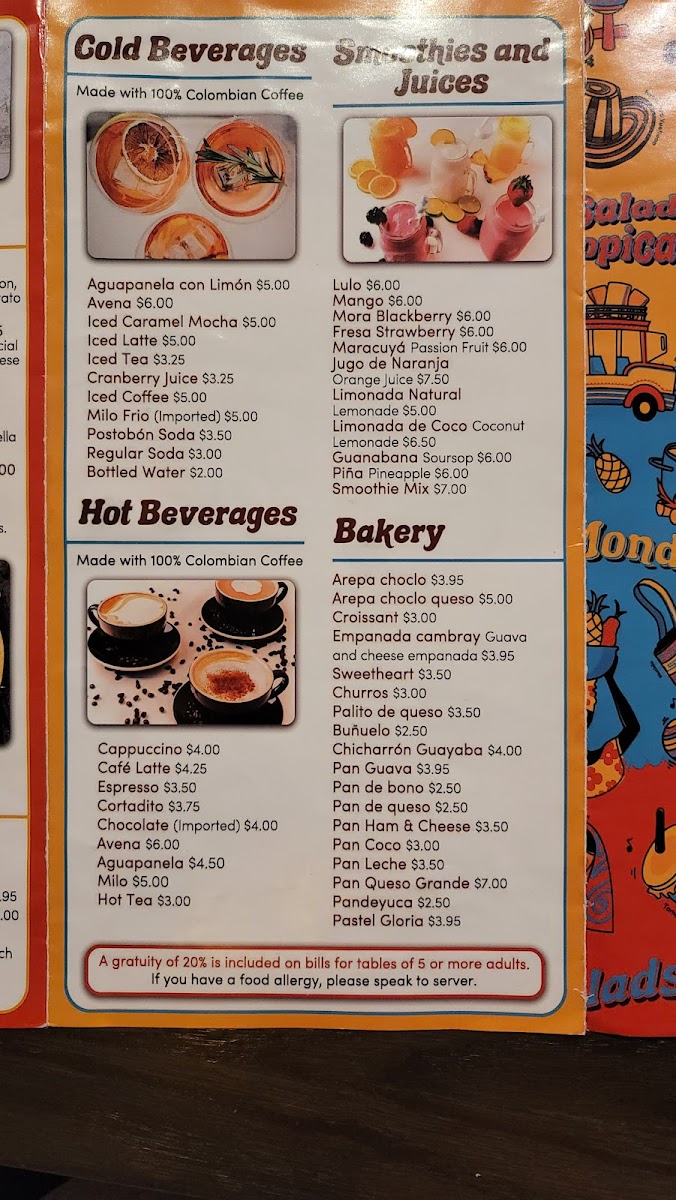 Cold Beverages
Made with 100% Colombian Coffee
Aguapanela con Limón $5.00
Avena $6.00
Iced Caramel Mocha $5.00
Iced Latte $5.00
Iced Tea $3.25
Cranberry Juice $3.25
Iced Coffee $5.00
Milo Frio (Imported) $5.00
Postobón Soda $3.50
Regular Soda $3.00
Bottled Water $2.00
Hot Beverages
Made with 100% Colombian Coffee
Cappuccino $4.00
Café Latte $4.25
Espresso $3.50
Cortadito $3.75
Chocolate (Imported) $4.00
Avena $6.00
Aguapanela $4.50
Milo $5.00
Hot Tea $3.00
Smoothies and
Juices
Lulo $6.00
Mango $6.00
Mora Blackberry $6.00
Fresa Strawberry $6.00
Maracuyá Passion Fruit $6.00
Jugo de Naranja
Orange Juice $7.50
Limonada Natural
Lemonade $5.00
Limonada de Coco Coconut
Lemonade $6.50
Guanabana Soursop $6.00
Piña Pineapple $6.00
Smoothie Mix $7.00
Bakery
Arepa choclo $3.95
Arepa choclo queso $5.00
Croissant $3.00
Empanada cambray Guava
and cheese empanada $3.95
Sweetheart $3.50
Churros $3.00
Palito de queso $3.50
Buñuelo $2.50
Chicharrón Guayaba $4.00
Pan Guava $3.95
Pan de bono $2.50
Pan de queso $2.50
Pan Ham & Cheese $3.50
Pan Coco $3.00
Pan Leche $3.50
Pan Queso Grande $7.00
Pandeyuca $2.50
Pastel Gloria $3.95
A gratuity of 20% is included on bills for tables of 5 or more adults.
If you have a food allergy, please speak to server.